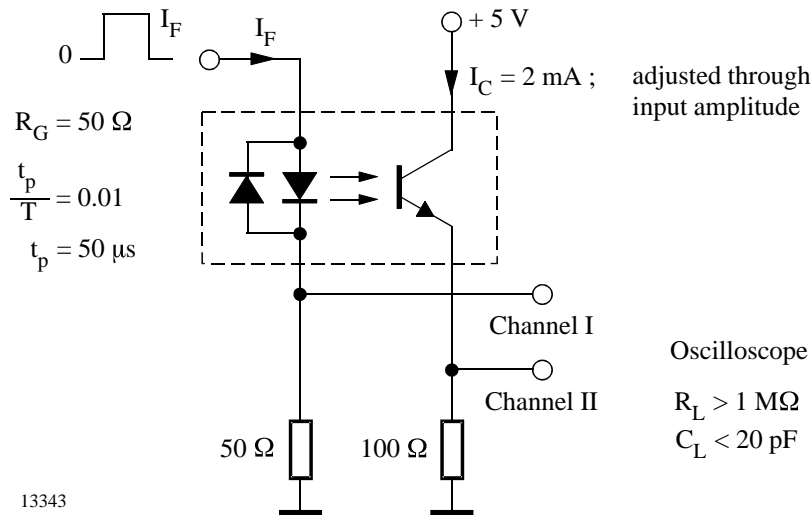 I_F
0
I_F
+ 5 V
I_C = 2 mA ;
adjusted through
input amplitude
R_G = 50 Ω
t_p
T
= 0.01
t_p = 50 µs
Channel I
Channel II
Oscilloscope
R_L > 1 MΩ
C_L < 20 pF
50 Ω
100 Ω
13343